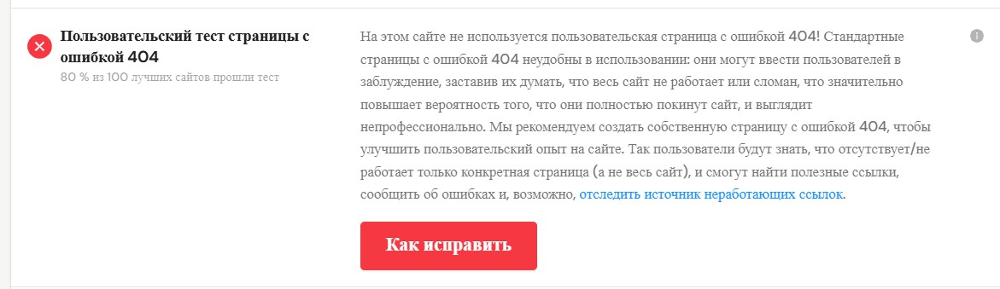 Пользовательский тест страницы с
ошибкой 404
80 % из 100 лучших сайтов прошли тест
На этом сайте не используется пользовательская страница с ошибкой 404! Стандартные
страницы с ошибкой 404 неудобны в использовании: они могут ввести пользователей в
заблуждение, заставив их думать, что весь сайт не работает или сломан, что значительно
повышает вероятность того, что они полностью покинут сайт, и выглядит
непрофессионально. Мы рекомендуем создать собственную страницу с ошибкой 404, чтобы
улучшить пользовательский опыт на сайте. Так пользователи будут знать, что отсутствует/не
работает только конкретная страница (а не весь сайт), и смогут найти полезные ссылки,
сообщить об ошибках и, возможно, отследить источник неработающих ссылок.
Как исправить